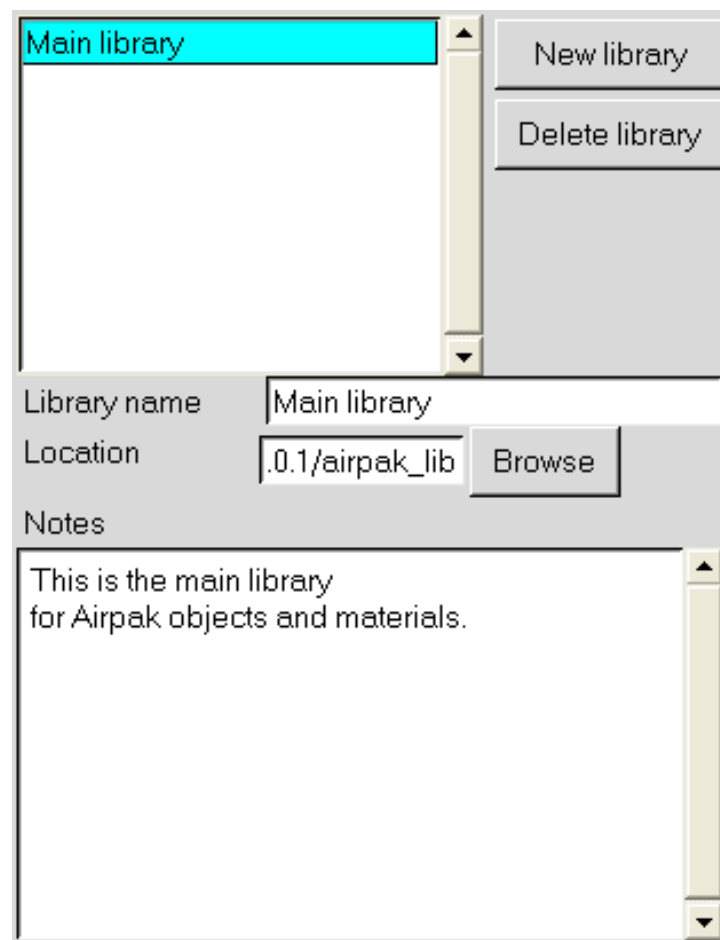 Main library
New library
Delete library
Library name
Main library
Location
.0.1/airpak_lib
Browse
Notes
This is the main library
for Airpak objects and materials.